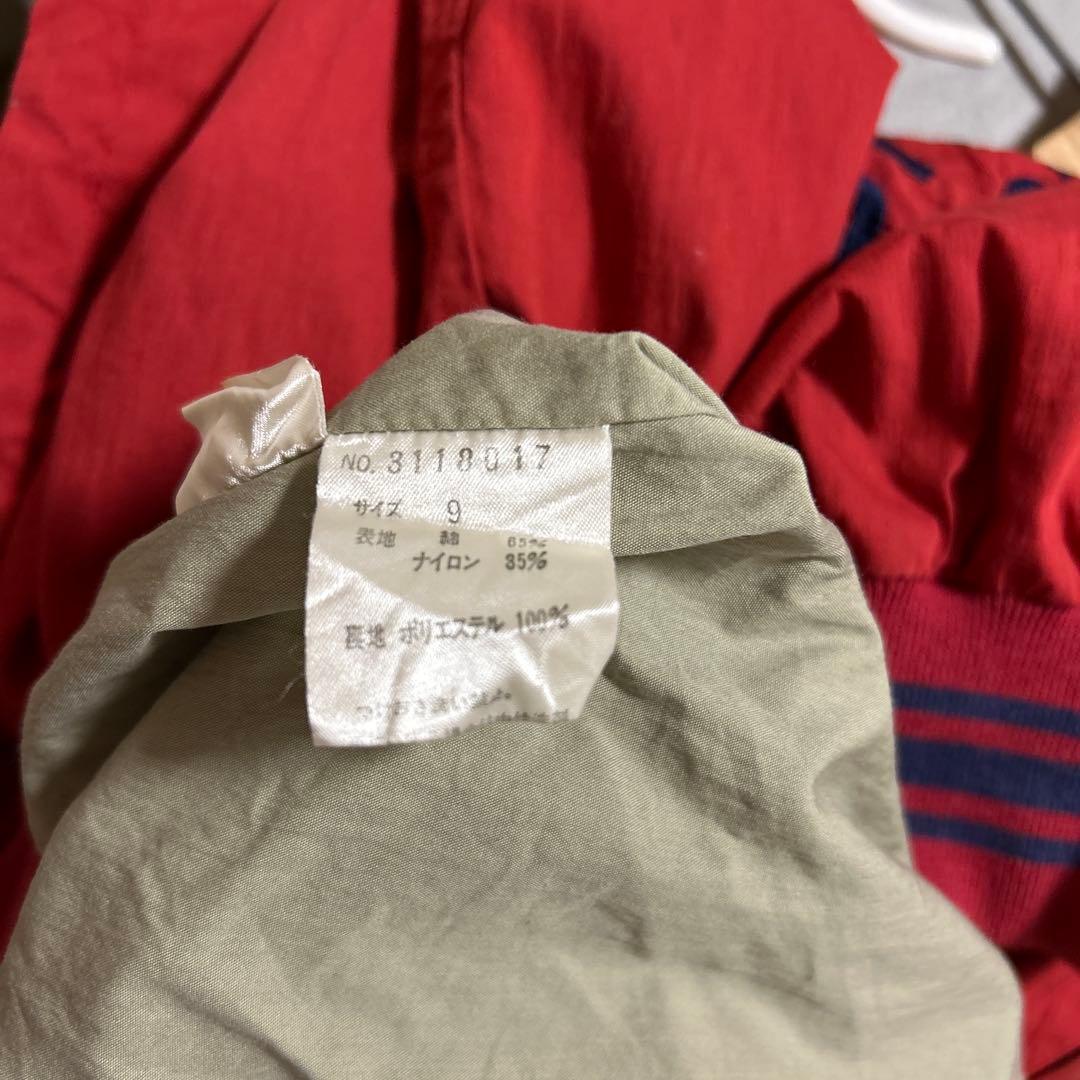 NO. 3118017
サイズ 9
表地 綿 65%
ナイロン 35%
裏地 ポリエステル 100%